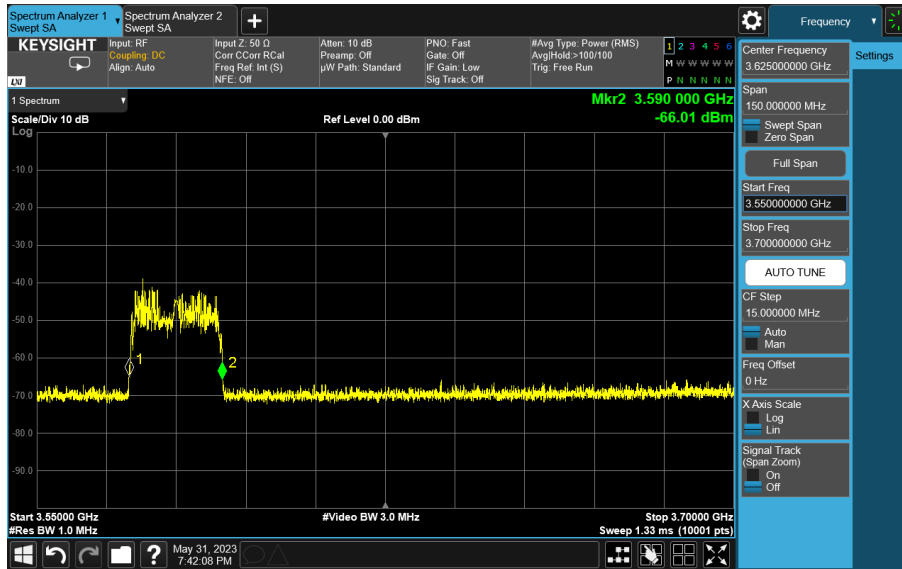 Spectrum Analyzer 1
Swept SA
Spectrum Analyzer 2
Swept SA
+
Frequency
KEYSIGHT
LXI
Input: RF
Coupling: DC
Align: Auto
Input Z: 50 Ω
Corr CCorr RCal
Freq Ref: Int (S)
NFE: Off
Atten: 10 dB
Preamp: Off
µW Path: Standard
PNO: Fast
Gate: Off
IF Gain: Low
Sig Track: Off
#Avg Type: Power (RMS)
Avg|Hold:>100/100
Trig: Free Run
1 2 3 4 5 6
M W W W W W
P N N N N N
1 Spectrum
Scale/Div 10 dB
Log
Ref Level 0.00 dBm
Mkr2 3.590 000 GHz
-66.01 dBm
-10.0
-20.0
-30.0
-40.0
-50.0
-60.0
-70.0
-80.0
-90.0
1
2
Start 3.55000 GHz
#Res BW 1.0 MHz
#Video BW 3.0 MHz
Stop 3.70000 GHz
Sweep 1.33 ms (10001 pts)
Center Frequency
3.625000000 GHz
Span
150.000000 MHz
Swept Span
Zero Span
Full Span
Start Freq
3.550000000 GHz
Stop Freq
3.700000000 GHz
AUTO TUNE
CF Step
15.000000 MHz
Auto
Man
Freq Offset
0 Hz
X Axis Scale
Log
Lin
Signal Track
(Span Zoom)
On
Off
Settings
?
May 31, 2023
7:42:08 PM